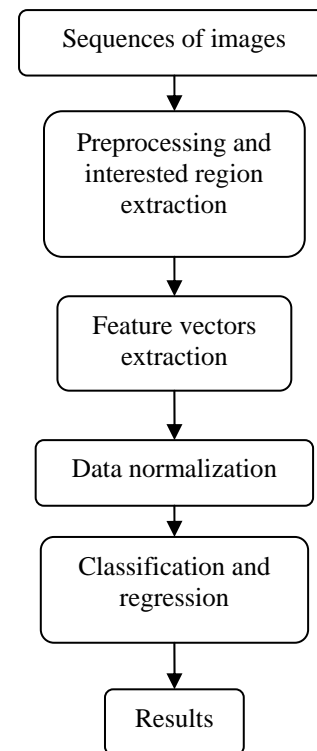 Sequences of images
Preprocessing and
interested region
extraction
Feature vectors
extraction
Data normalization
Classification and
regression
Results